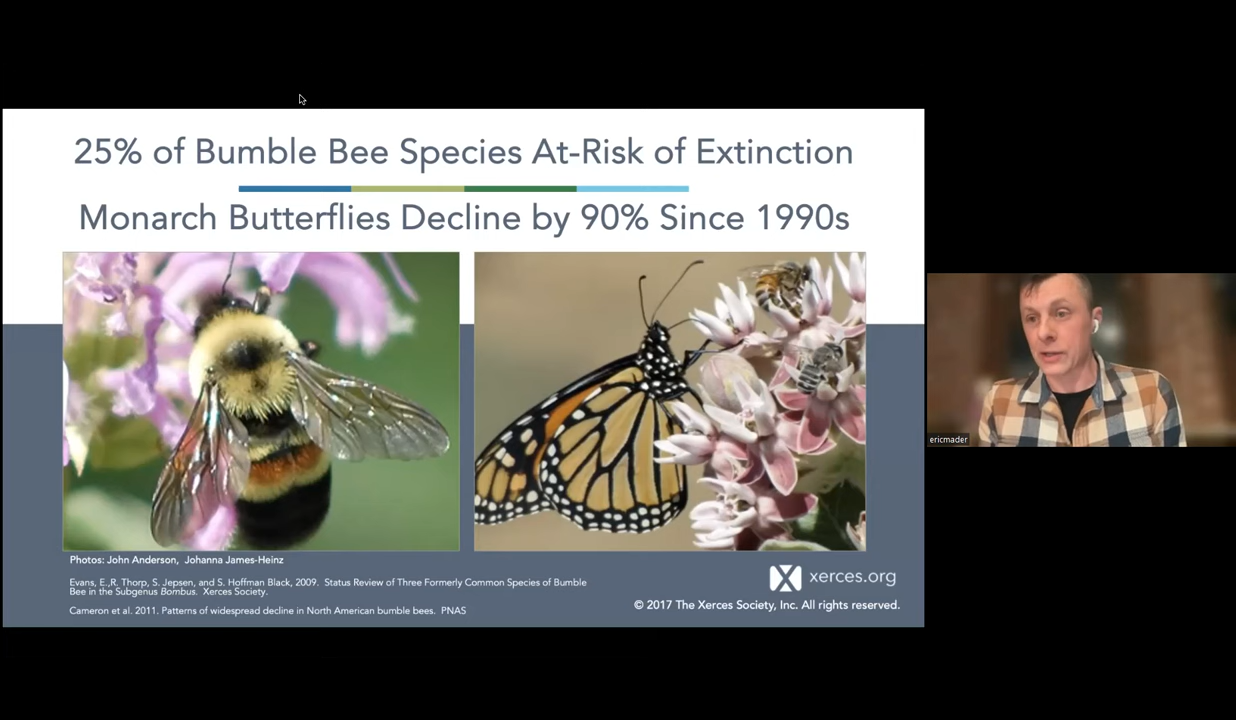 25% of Bumble Bee Species At-Risk of Extinction
Monarch Butterflies Decline by 90% Since 1990s
ericmader
Photos: John Anderson, Johanna James-Heinz
Evans, E.,R. Thorp, S. Jepsen, and S. Hoffman Black, 2009. Status Review of Three Formerly Common Species of Bumble
Bee in the Subgenus Bombus. Xerces Society.
Cameron et al. 2011. Patterns of widespread decline in North American bumble bees. PNAS
X xerces.org
© 2017 The Xerces Society, Inc. All rights reserved.